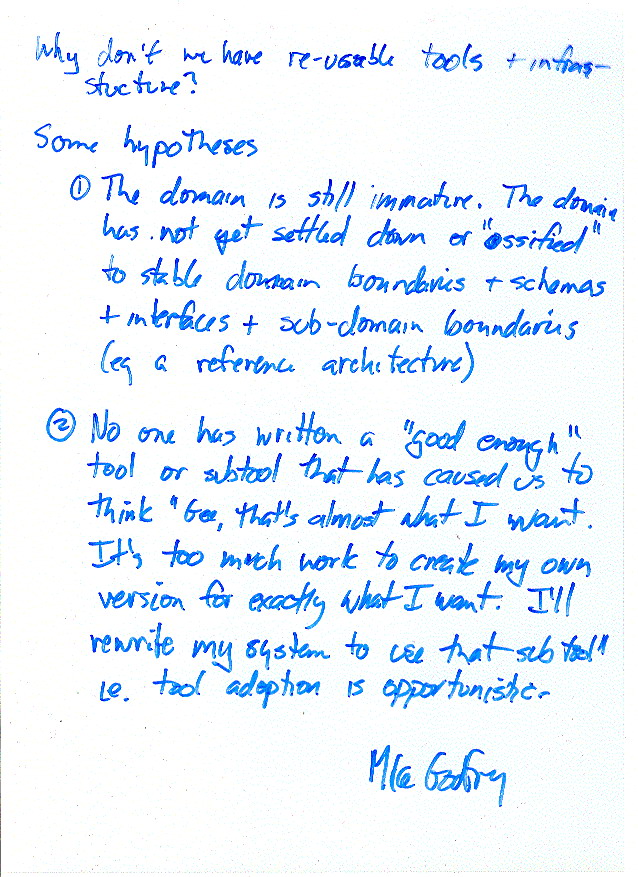 Why don't we have re-usable tools + infras-
structure?
Some hypotheses
① The domain is still immature. The domain
has not yet settled down or "ossified"
to stable domain boundaries + schemas
+ interfaces + sub-domain boundaries
(eg a reference architecture)
② No one has written a "good enough"
tool or subtool that has caused us to
think "Gee, that's almost what I want.
It's too much work to create my own
version for exactly what I want. I'll
rewrite my system to use that subtool"
ie. tool adoption is opportunistic.
Mike Godfrey